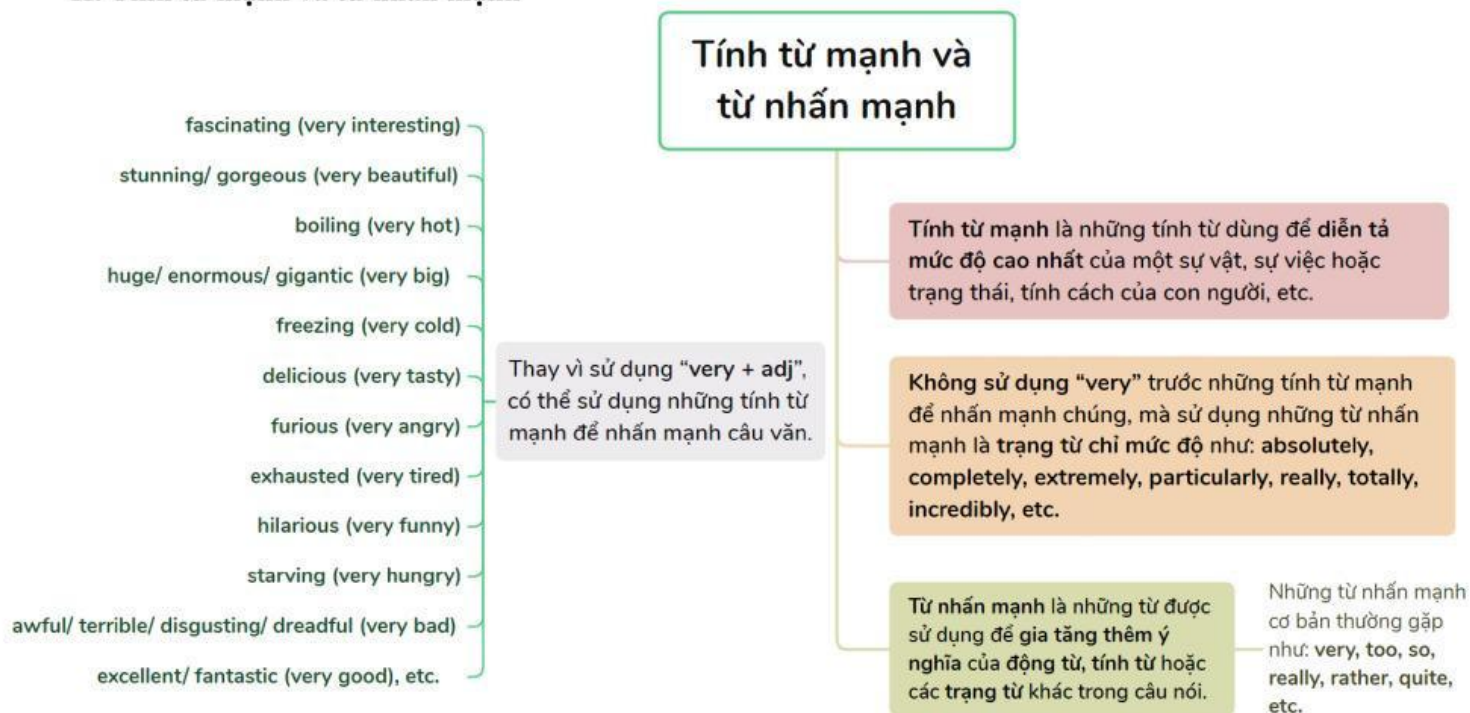 Tính từ mạnh và
từ nhấn mạnh
fascinating (very interesting)
stunning/ gorgeous (very beautiful)
boiling (very hot)
huge/ enormous/ gigantic (very big)
freezing (very cold)
delicious (very tasty)
furious (very angry)
exhausted (very tired)
hilarious (very funny)
starving (very hungry)
awful/ terrible/ disgusting/ dreadful (very bad)
excellent/ fantastic (very good), etc.
Thay vì sử dụng “very + adj”,
có thể sử dụng những tính từ
mạnh để nhấn mạnh câu văn.
Tính từ mạnh là những tính từ dùng để diễn tả
mức độ cao nhất của một sự vật, sự việc hoặc
trạng thái, tính cách của con người, etc.
Không sử dụng “very” trước những tính từ mạnh
để nhấn mạnh chúng, mà sử dụng những từ nhấn
mạnh là trạng từ chỉ mức độ như: absolutely,
completely, extremely, particularly, really, totally,
incredibly, etc.
Từ nhấn mạnh là những từ được
sử dụng để gia tăng thêm ý
nghĩa của động từ, tính từ hoặc
các trạng từ khác trong câu nói.
Những từ nhấn mạnh
cơ bản thường gặp
như: very, too, so,
really, rather, quite,
etc.